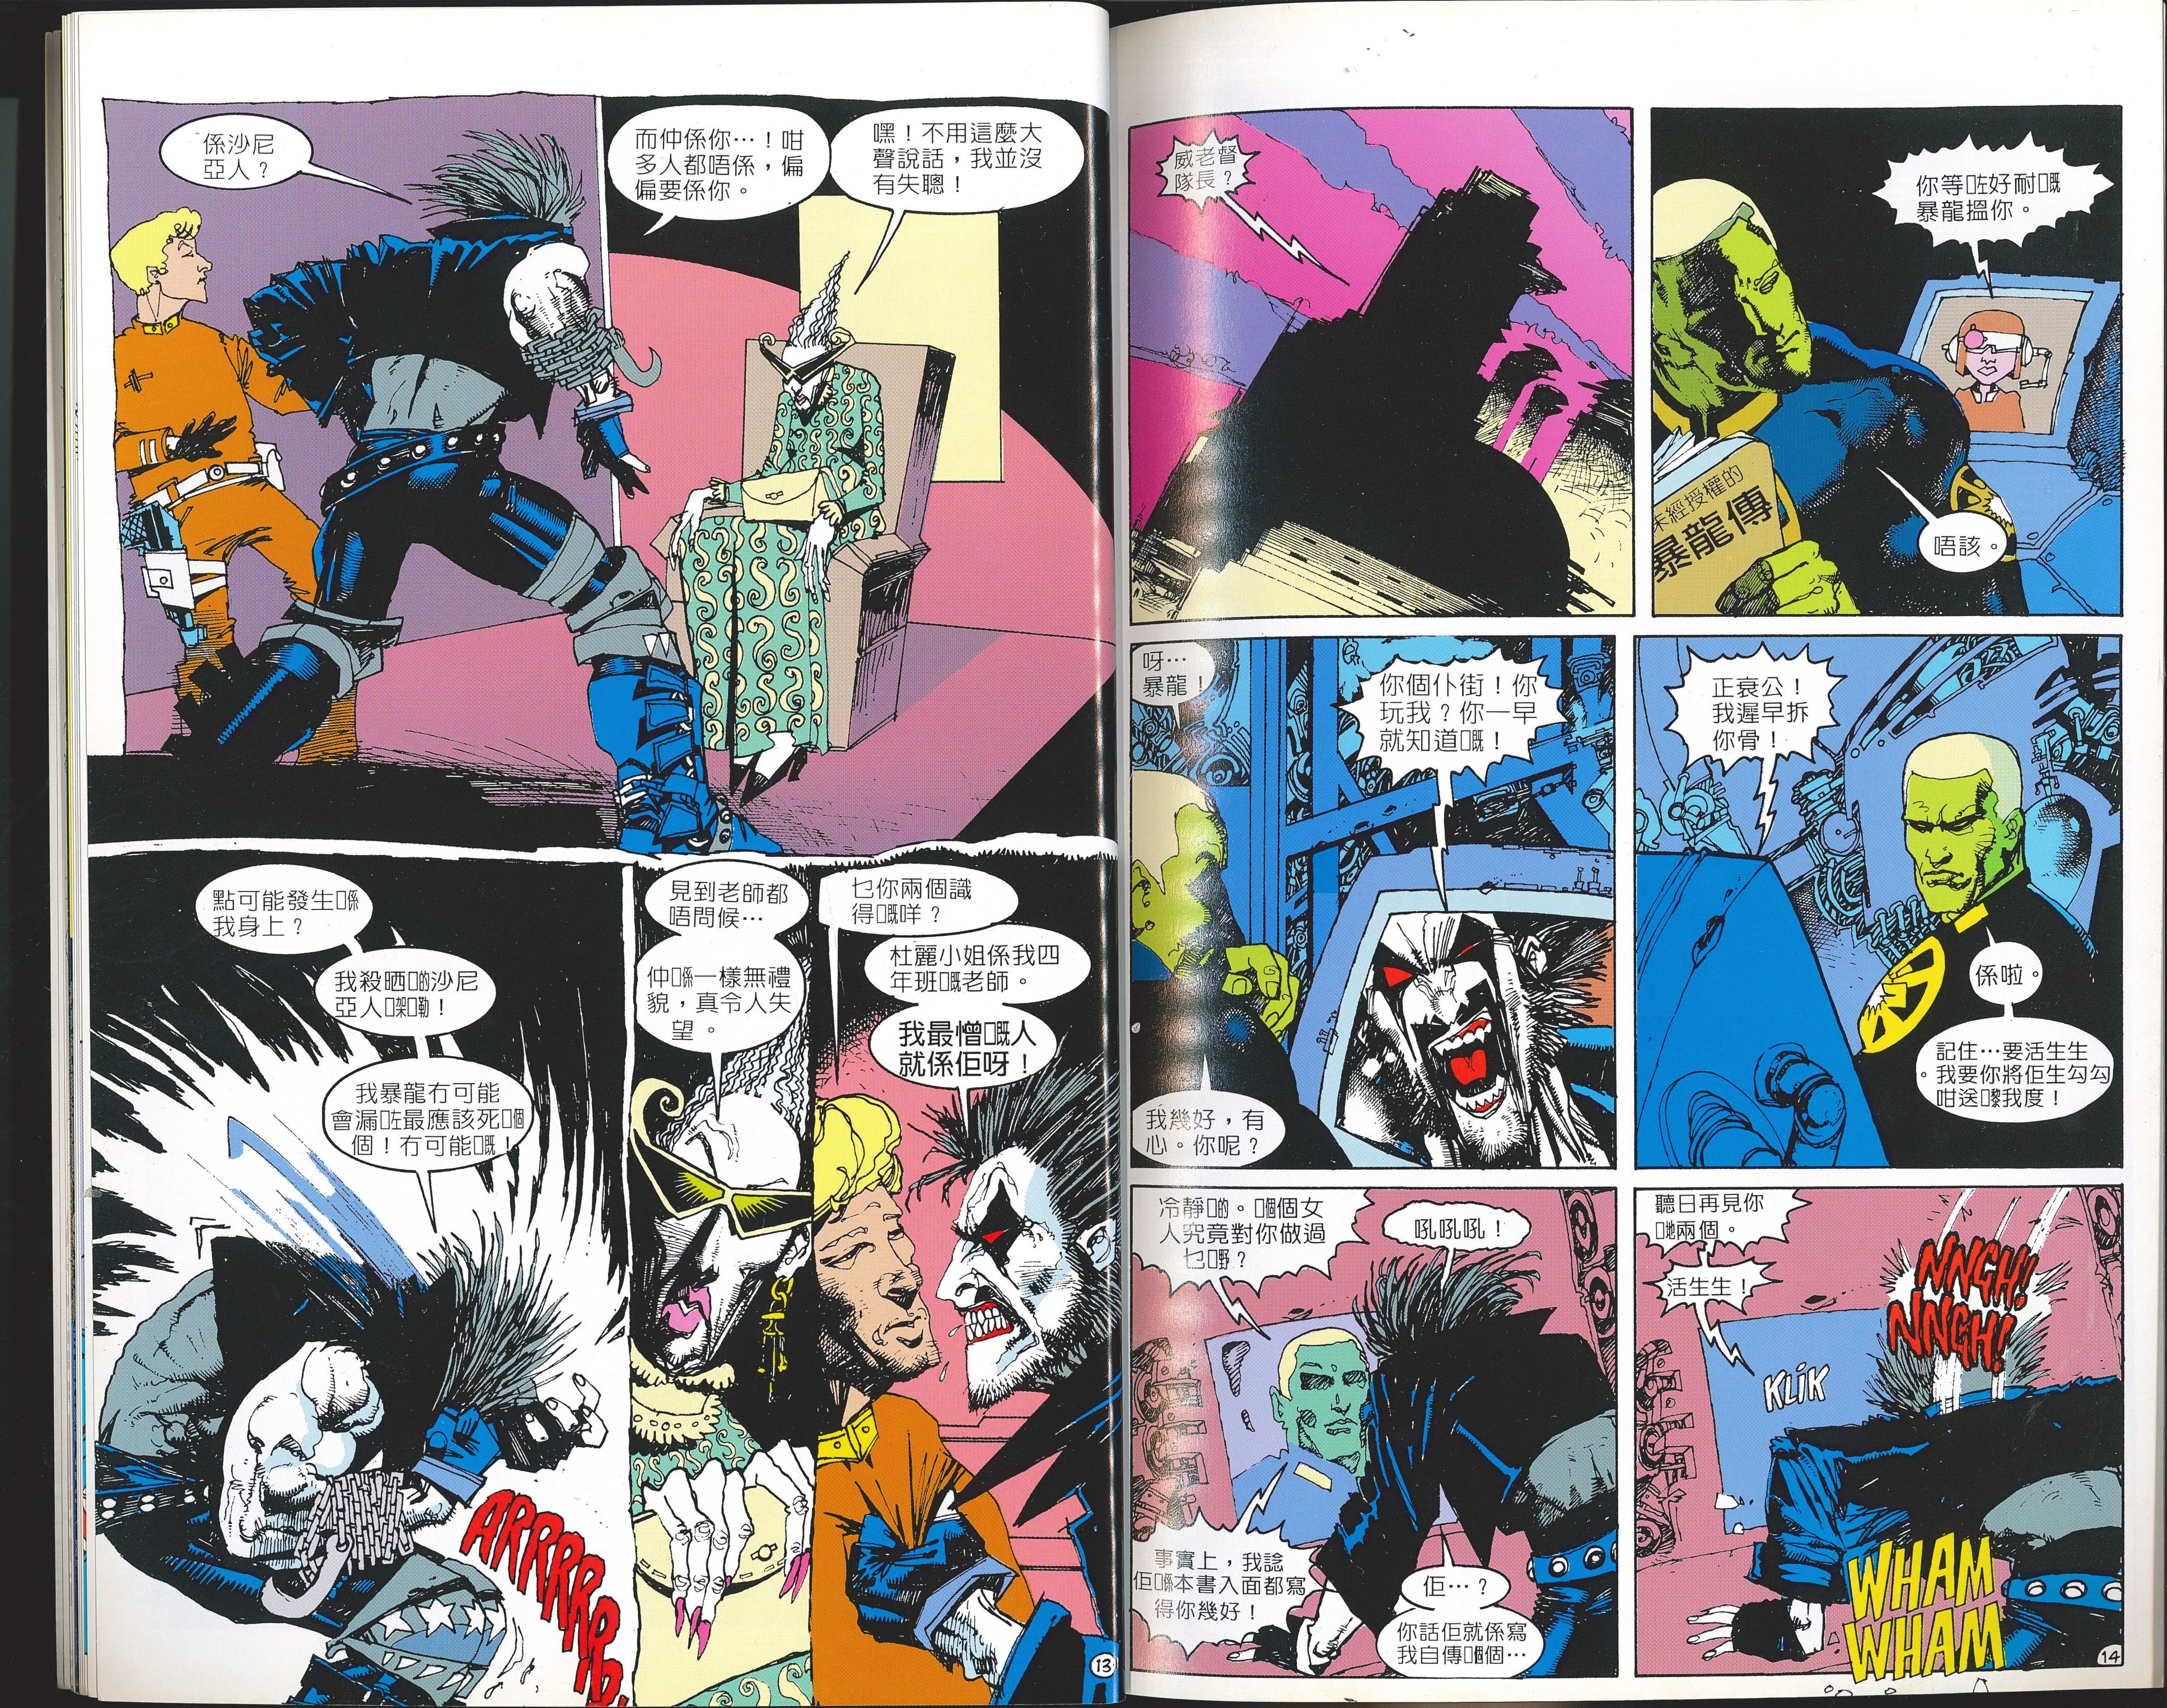 係沙尼
亞人？
而仲係你…！咁
多人都唔係，偏
偏要係你。
嘿！不用這麼大
聲說話，我並沒
有失聰！
點可能發生喺
我身上？
我殺晒啲沙尼
亞人㗎嘞！
我暴龍冇可能
會漏咗最應該死嗰
個！冇可能嘅！
ARRRRR
見到老師都
唔問候…
仲喺一樣無禮
貌，真令人失
望。
乜你兩個識
得嘅咩？
杜麗小姐係我四
年班嘅老師。
我最憎嘅人
就係佢呀！
13
威老督
隊長？
你等咗好耐嘅
暴龍搵你。
未經授權的
暴龍傳
唔該。
呀…
暴龍！
你個仆街！你
玩我？你一早
就知道嘅！
我幾好，有
心。你呢？
正衰公！
我遲早拆
你骨！
係啦。
記住…要活生生
。我要你將佢生勾勾
咁送嚟我度！
冷靜啲。嗰個女
人究竟對你做過
乜嘢？
吼吼吼！
事實上，我諗
佢喺本書入面都寫
得你幾好！
佢…？
你話佢就係寫
我自傳嗰個…
聽日再見你
哋兩個。
活生生！
NNGH!
NNGH!
KLIK
WHAM
WHAM
14